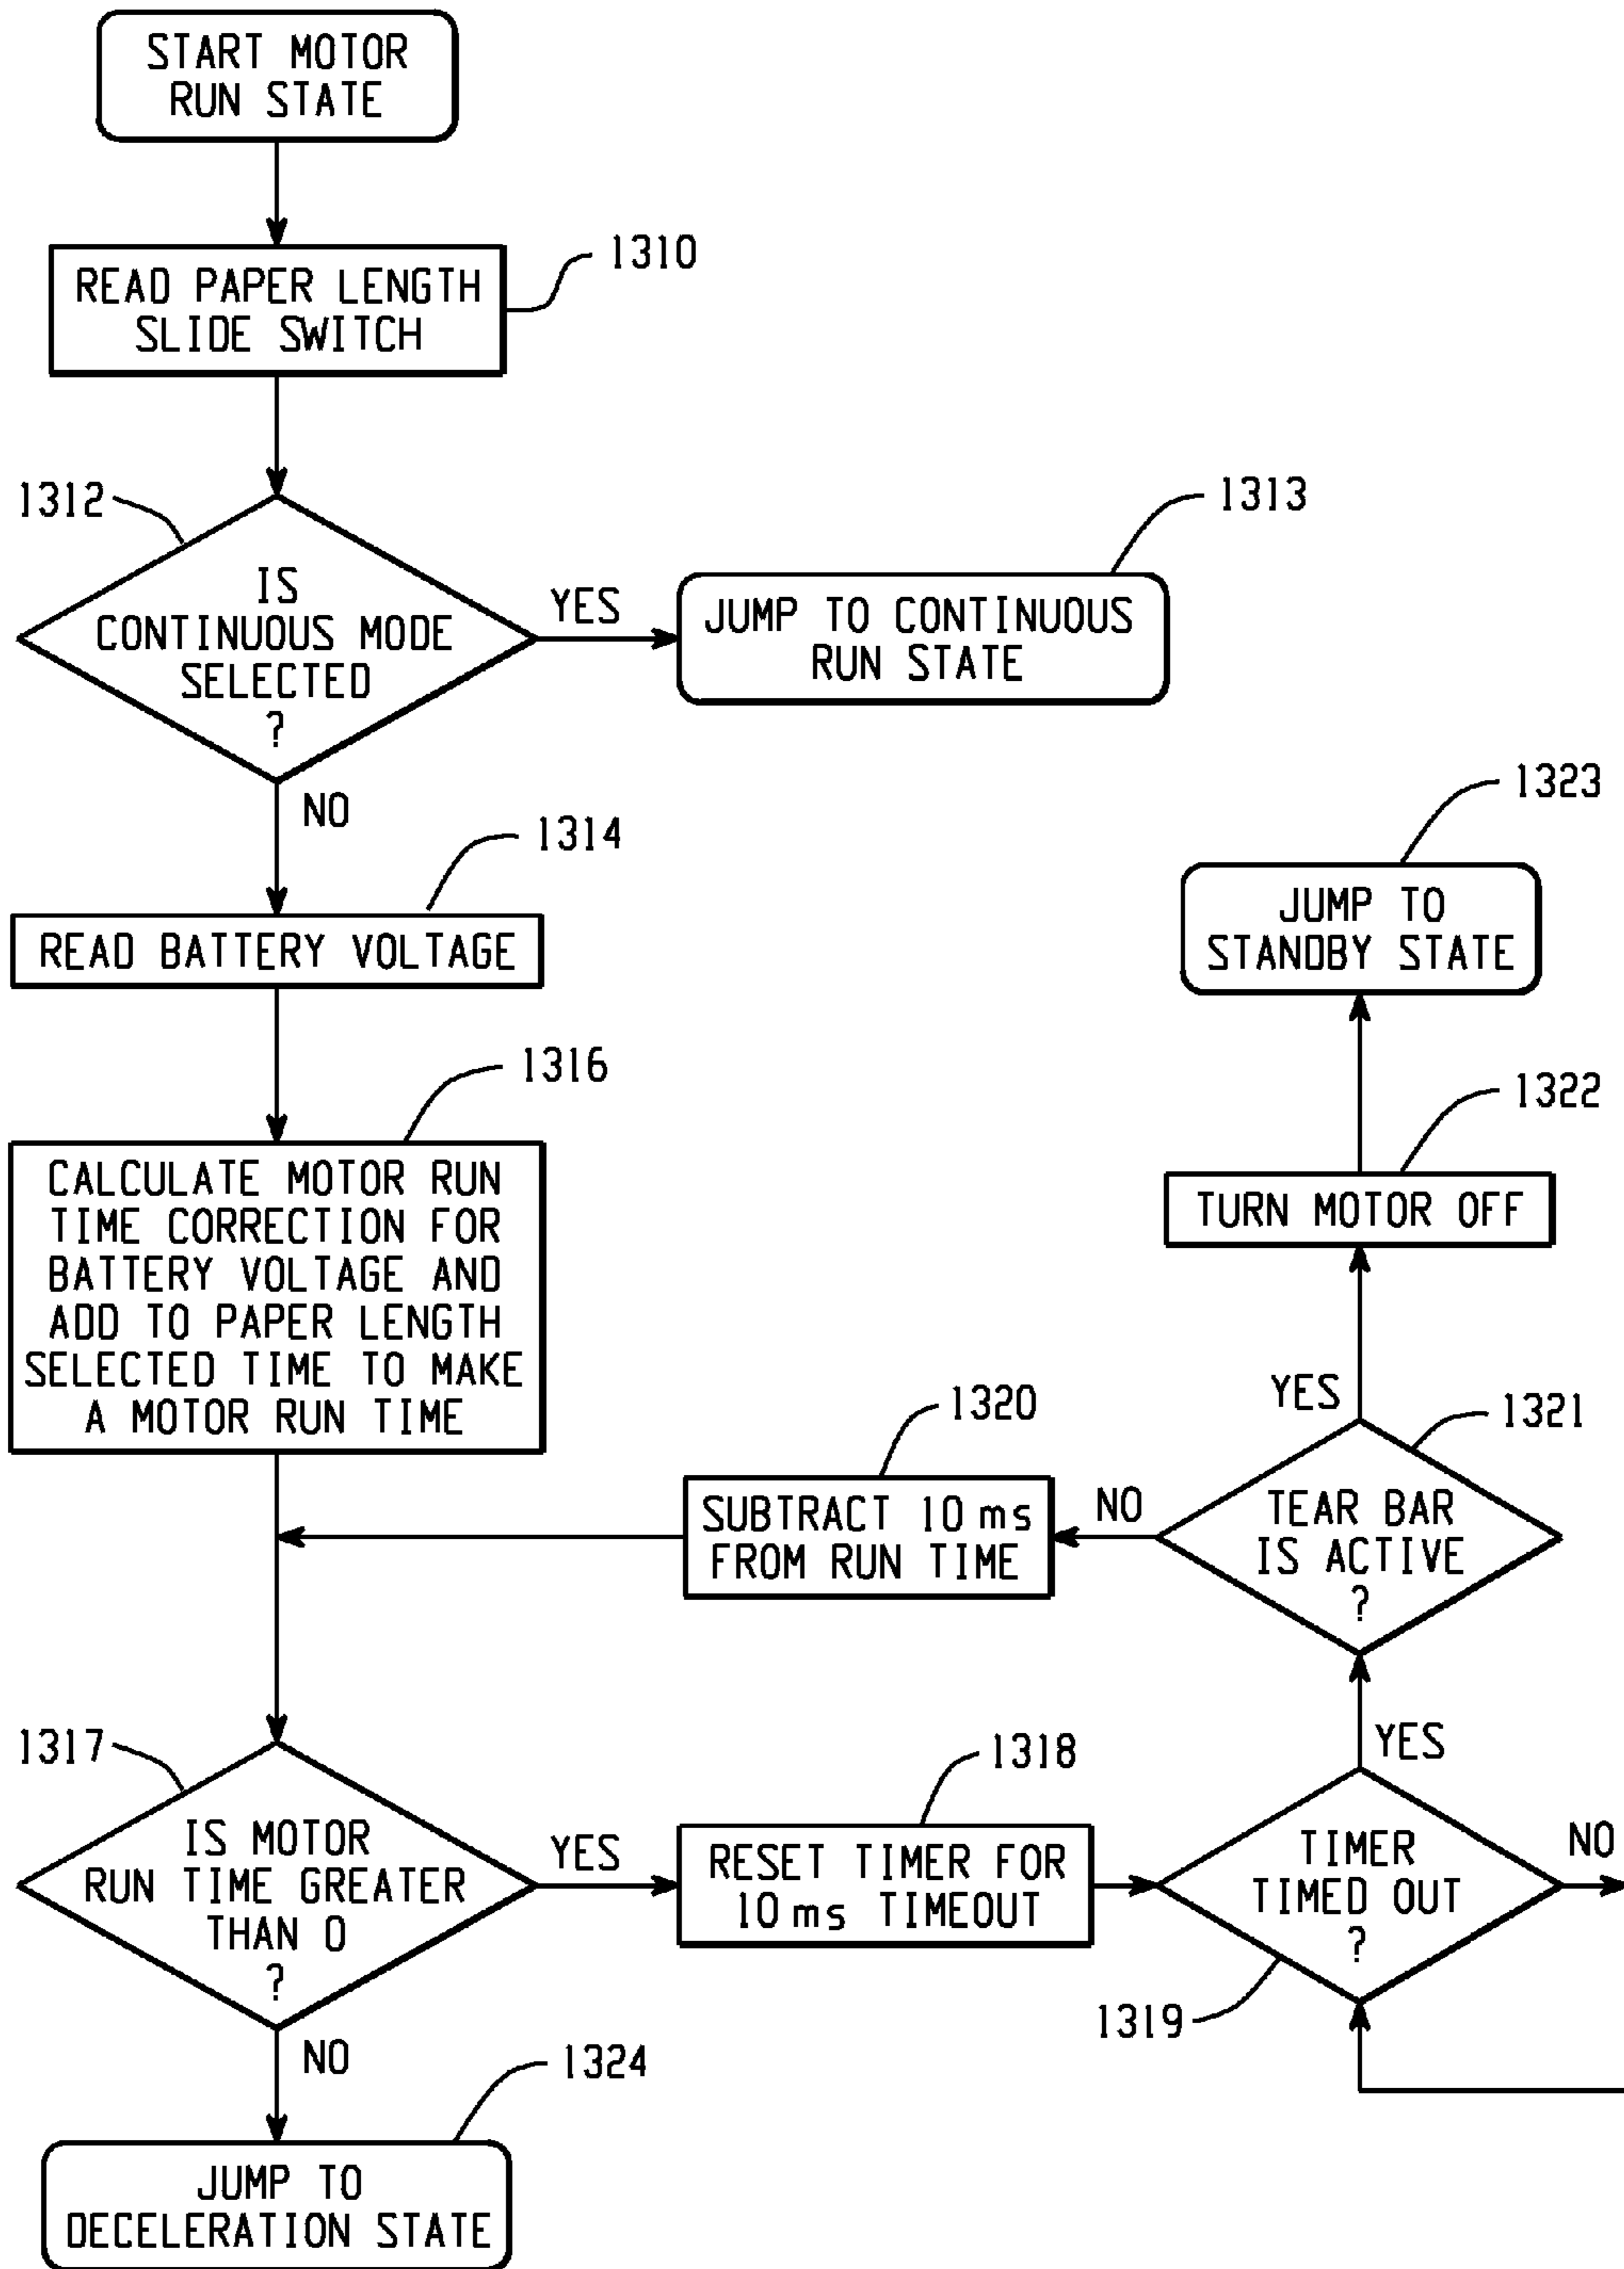 START MOTOR
RUN STATE
1310
READ PAPER LENGTH
SLIDE SWITCH
1312
IS
CONTINUOUS MODE
SELECTED
?
YES
1313
JUMP TO CONTINUOUS
RUN STATE
NO
1314
READ BATTERY VOLTAGE
1316
CALCULATE MOTOR RUN
TIME CORRECTION FOR
BATTERY VOLTAGE AND
ADD TO PAPER LENGTH
SELECTED TIME TO MAKE
A MOTOR RUN TIME
1317
IS MOTOR
RUN TIME GREATER
THAN 0
?
YES
1318
RESET TIMER FOR
10 ms TIMEOUT
TIMER
TIMED OUT
?
1319
NO
YES
1321
TEAR BAR
IS ACTIVE
?
NO
1320
SUBTRACT 10 ms
FROM RUN TIME
YES
1322
TURN MOTOR OFF
1323
JUMP TO
STANDBY STATE
NO
1324
JUMP TO
DECELERATION STATE